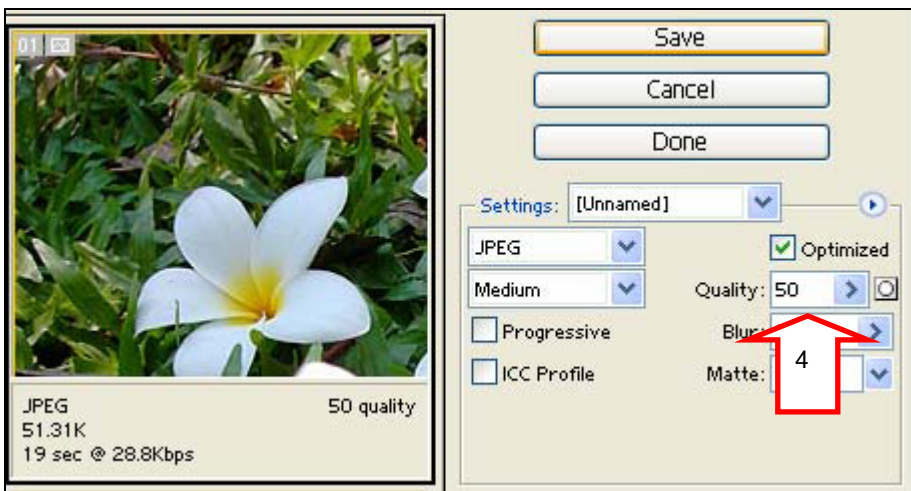 01
Save
Cancel
Done
Settings: [Unnamed]
JPEG
Optimized
Medium
Quality: 50
Progressive
Blur:
ICC Profile
Matte:
4
JPEG 50 quality
51.31K
19 sec @ 28.8Kbps